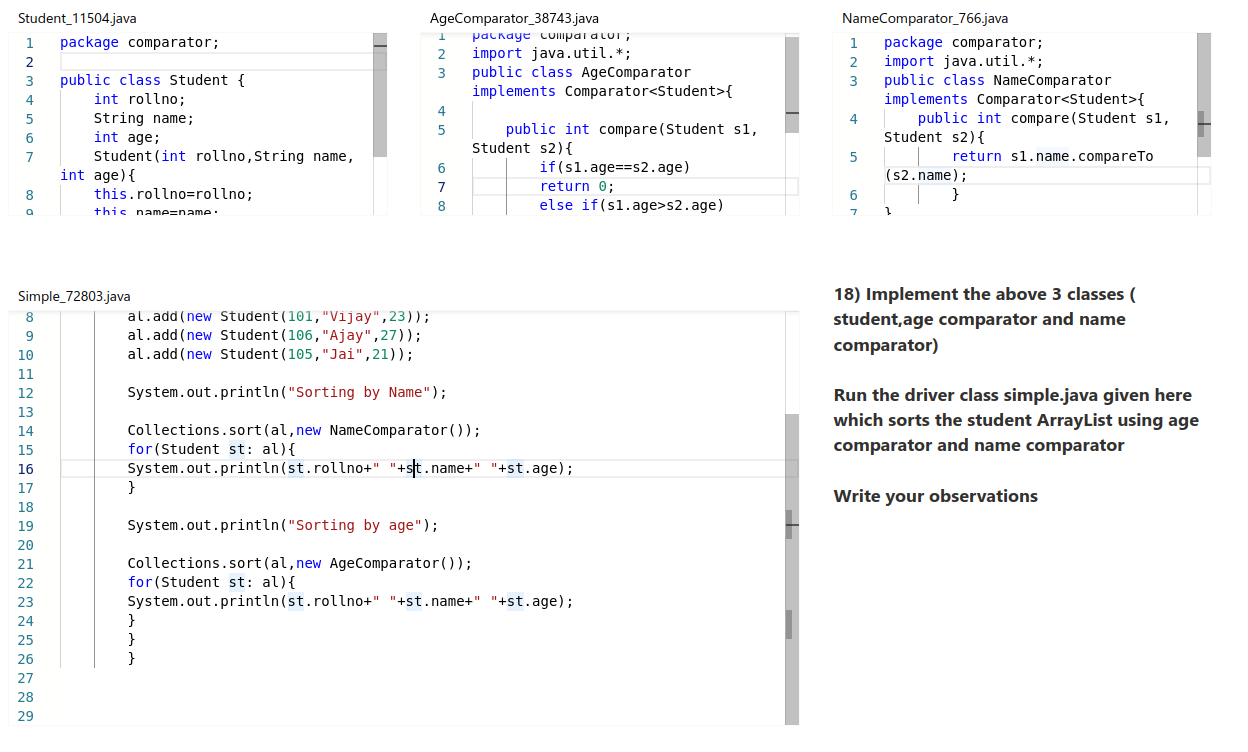 Student_11504.java
1 package comparator;
2
3 public class Student {
4 int rollno;
5 String name;
6 int age;
7 Student(int rollno,String name,
int age){
8 this.rollno=rollno;
9 this.name=name;
AgeComparator_38743.java
1 package comparator;
2 import java.util.*;
3 public class AgeComparator
implements Comparator<Student>{
4
5 public int compare(Student s1,
Student s2){
6 if(s1.age==s2.age)
7 return 0;
8 else if(s1.age>s2.age)
NameComparator_766.java
1 package comparator;
2 import java.util.*;
3 public class NameComparator
implements Comparator<Student>{
4 public int compare(Student s1,
Student s2){
5 return s1.name.compareTo
(s2.name);
6 }
7 }
Simple_72803.java
8 al.add(new Student(101,"Vijay",23));
9 al.add(new Student(106,"Ajay",27));
10 al.add(new Student(105,"Jai",21));
11
12 System.out.println("Sorting by Name");
13
14 Collections.sort(al,new NameComparator());
15 for(Student st: al){
16 System.out.println(st.rollno+" "+st.name+" "+st.age);
17 }
18
19 System.out.println("Sorting by age");
20
21 Collections.sort(al,new AgeComparator());
22 for(Student st: al){
23 System.out.println(st.rollno+" "+st.name+" "+st.age);
24 }
25 }
26 }
27
28
29
18) Implement the above 3 classes (
student,age comparator and name
comparator)
Run the driver class simple.java given here
which sorts the student ArrayList using age
comparator and name comparator
Write your observations